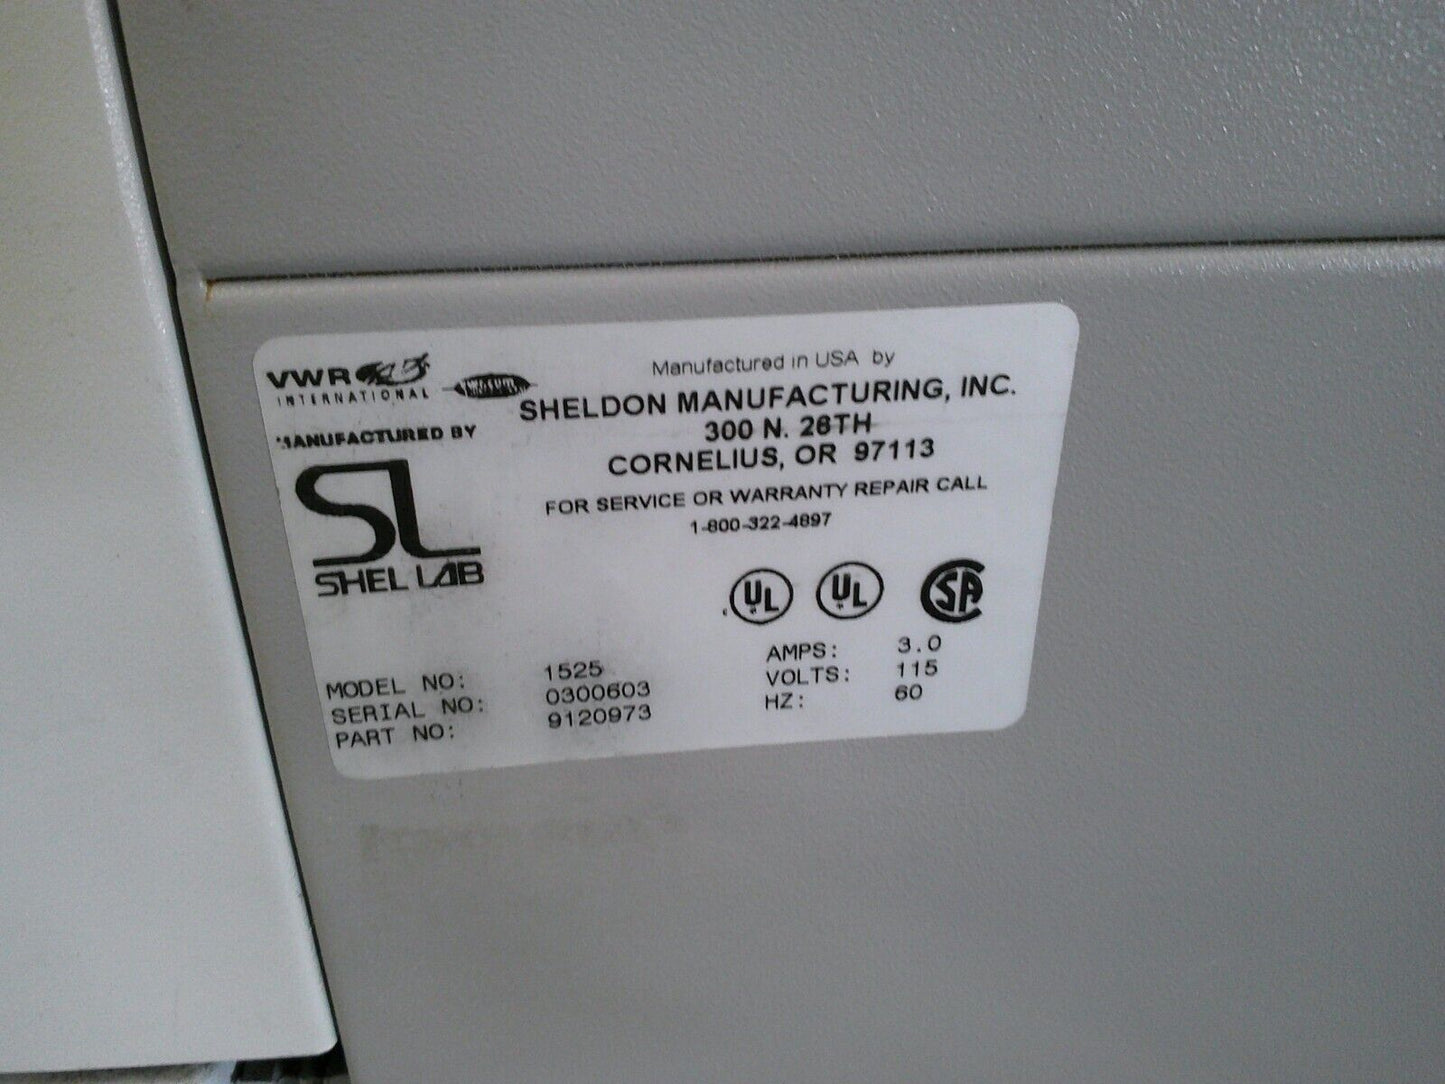 VWR
INTERNATIONAL
MANUFACTURED BY
SL
SHEL LAB
Manufactured in USA by
SHELDON MANUFACTURING, INC.
300 N. 26TH
CORNELIUS, OR 97113
FOR SERVICE OR WARRANTY REPAIR CALL
1-800-322-4897
UL UL SA
MODEL NO: 1525
SERIAL NO: 0300603
PART NO: 9120973
AMPS: 3.0
VOLTS: 115
HZ: 60